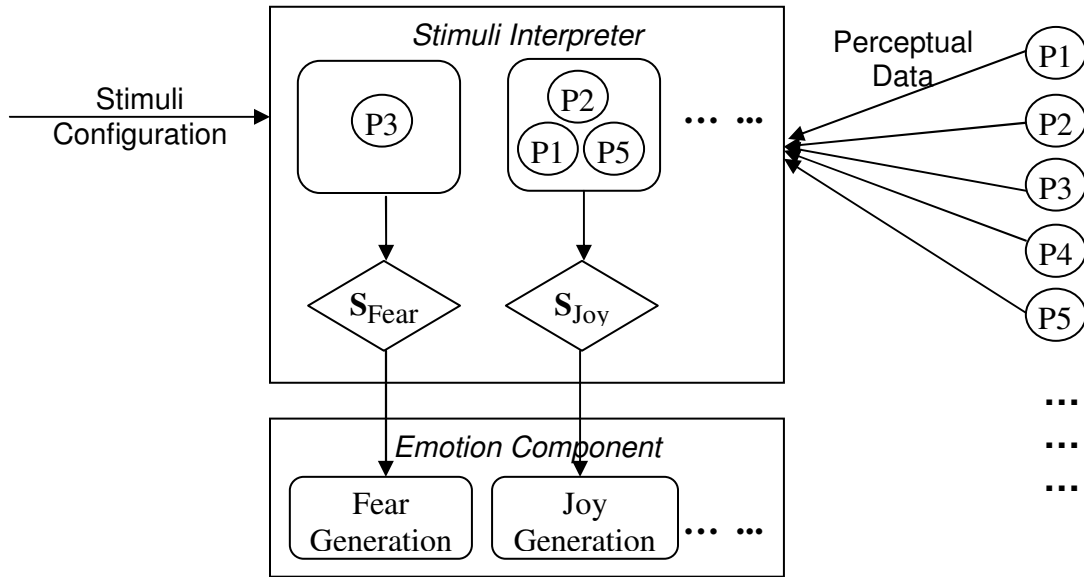 Stimuli Interpreter
Perceptual
Data
P1
P2
P3
P4
P5
...
...
...
Stimuli
Configuration
P3
P2
P1 P5
... ...
S_Fear
S_Joy
Emotion Component
Fear
Generation
Joy
Generation
... ...